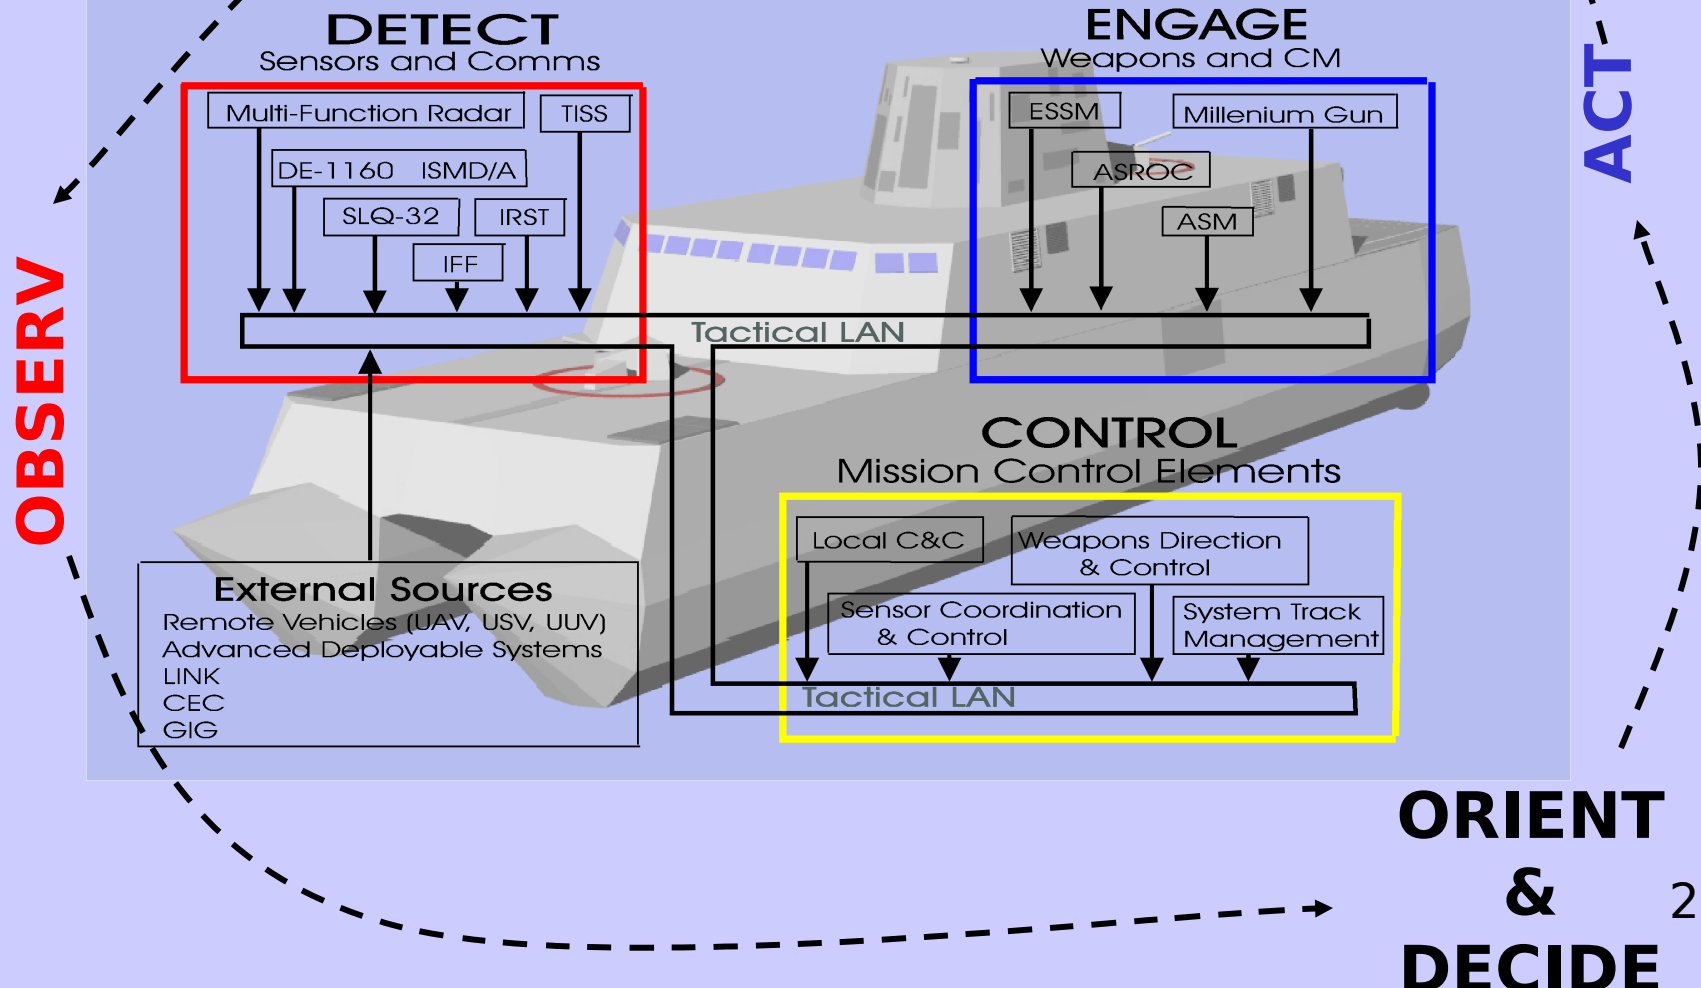 DETECT
Sensors and Comms
Multi-Function Radar
TISS
DE-1160 ISMD/A
SLQ-32
IRST
IFF
ENGAGE
Weapons and CM
ESSM
Millenium Gun
ASROC
ASM
Tactical LAN
CONTROL
Mission Control Elements
Local C&C
Weapons Direction
& Control
Sensor Coordination
& Control
System Track
Management
Tactical LAN
External Sources
Remote Vehicles (UAV, USV, UUV)
Advanced Deployable Systems
LINK
CEC
GIG
OBSERV
ACT
ORIENT
&
DECIDE
2